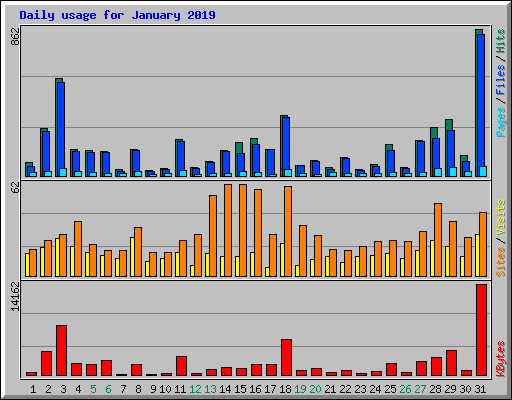 Daily usage for January 2019
862
Pages / Files / Hits
62
Sites / Visits
14162
KBytes
1 2 3 4 5 6 7 8 9 10 11 12 13 14 15 16 17 18 19 20 21 22 23 24 25 26 27 28 29 30 31